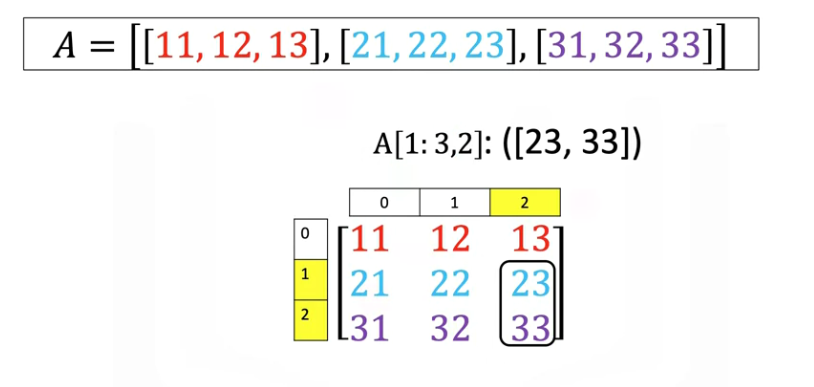 A = [[11, 12, 13], [21, 22, 23], [31, 32, 33]]
A[1: 3,2]: ([23, 33])
0 1 2
0 11 12 13
1 21 22 23
2 31 32 33